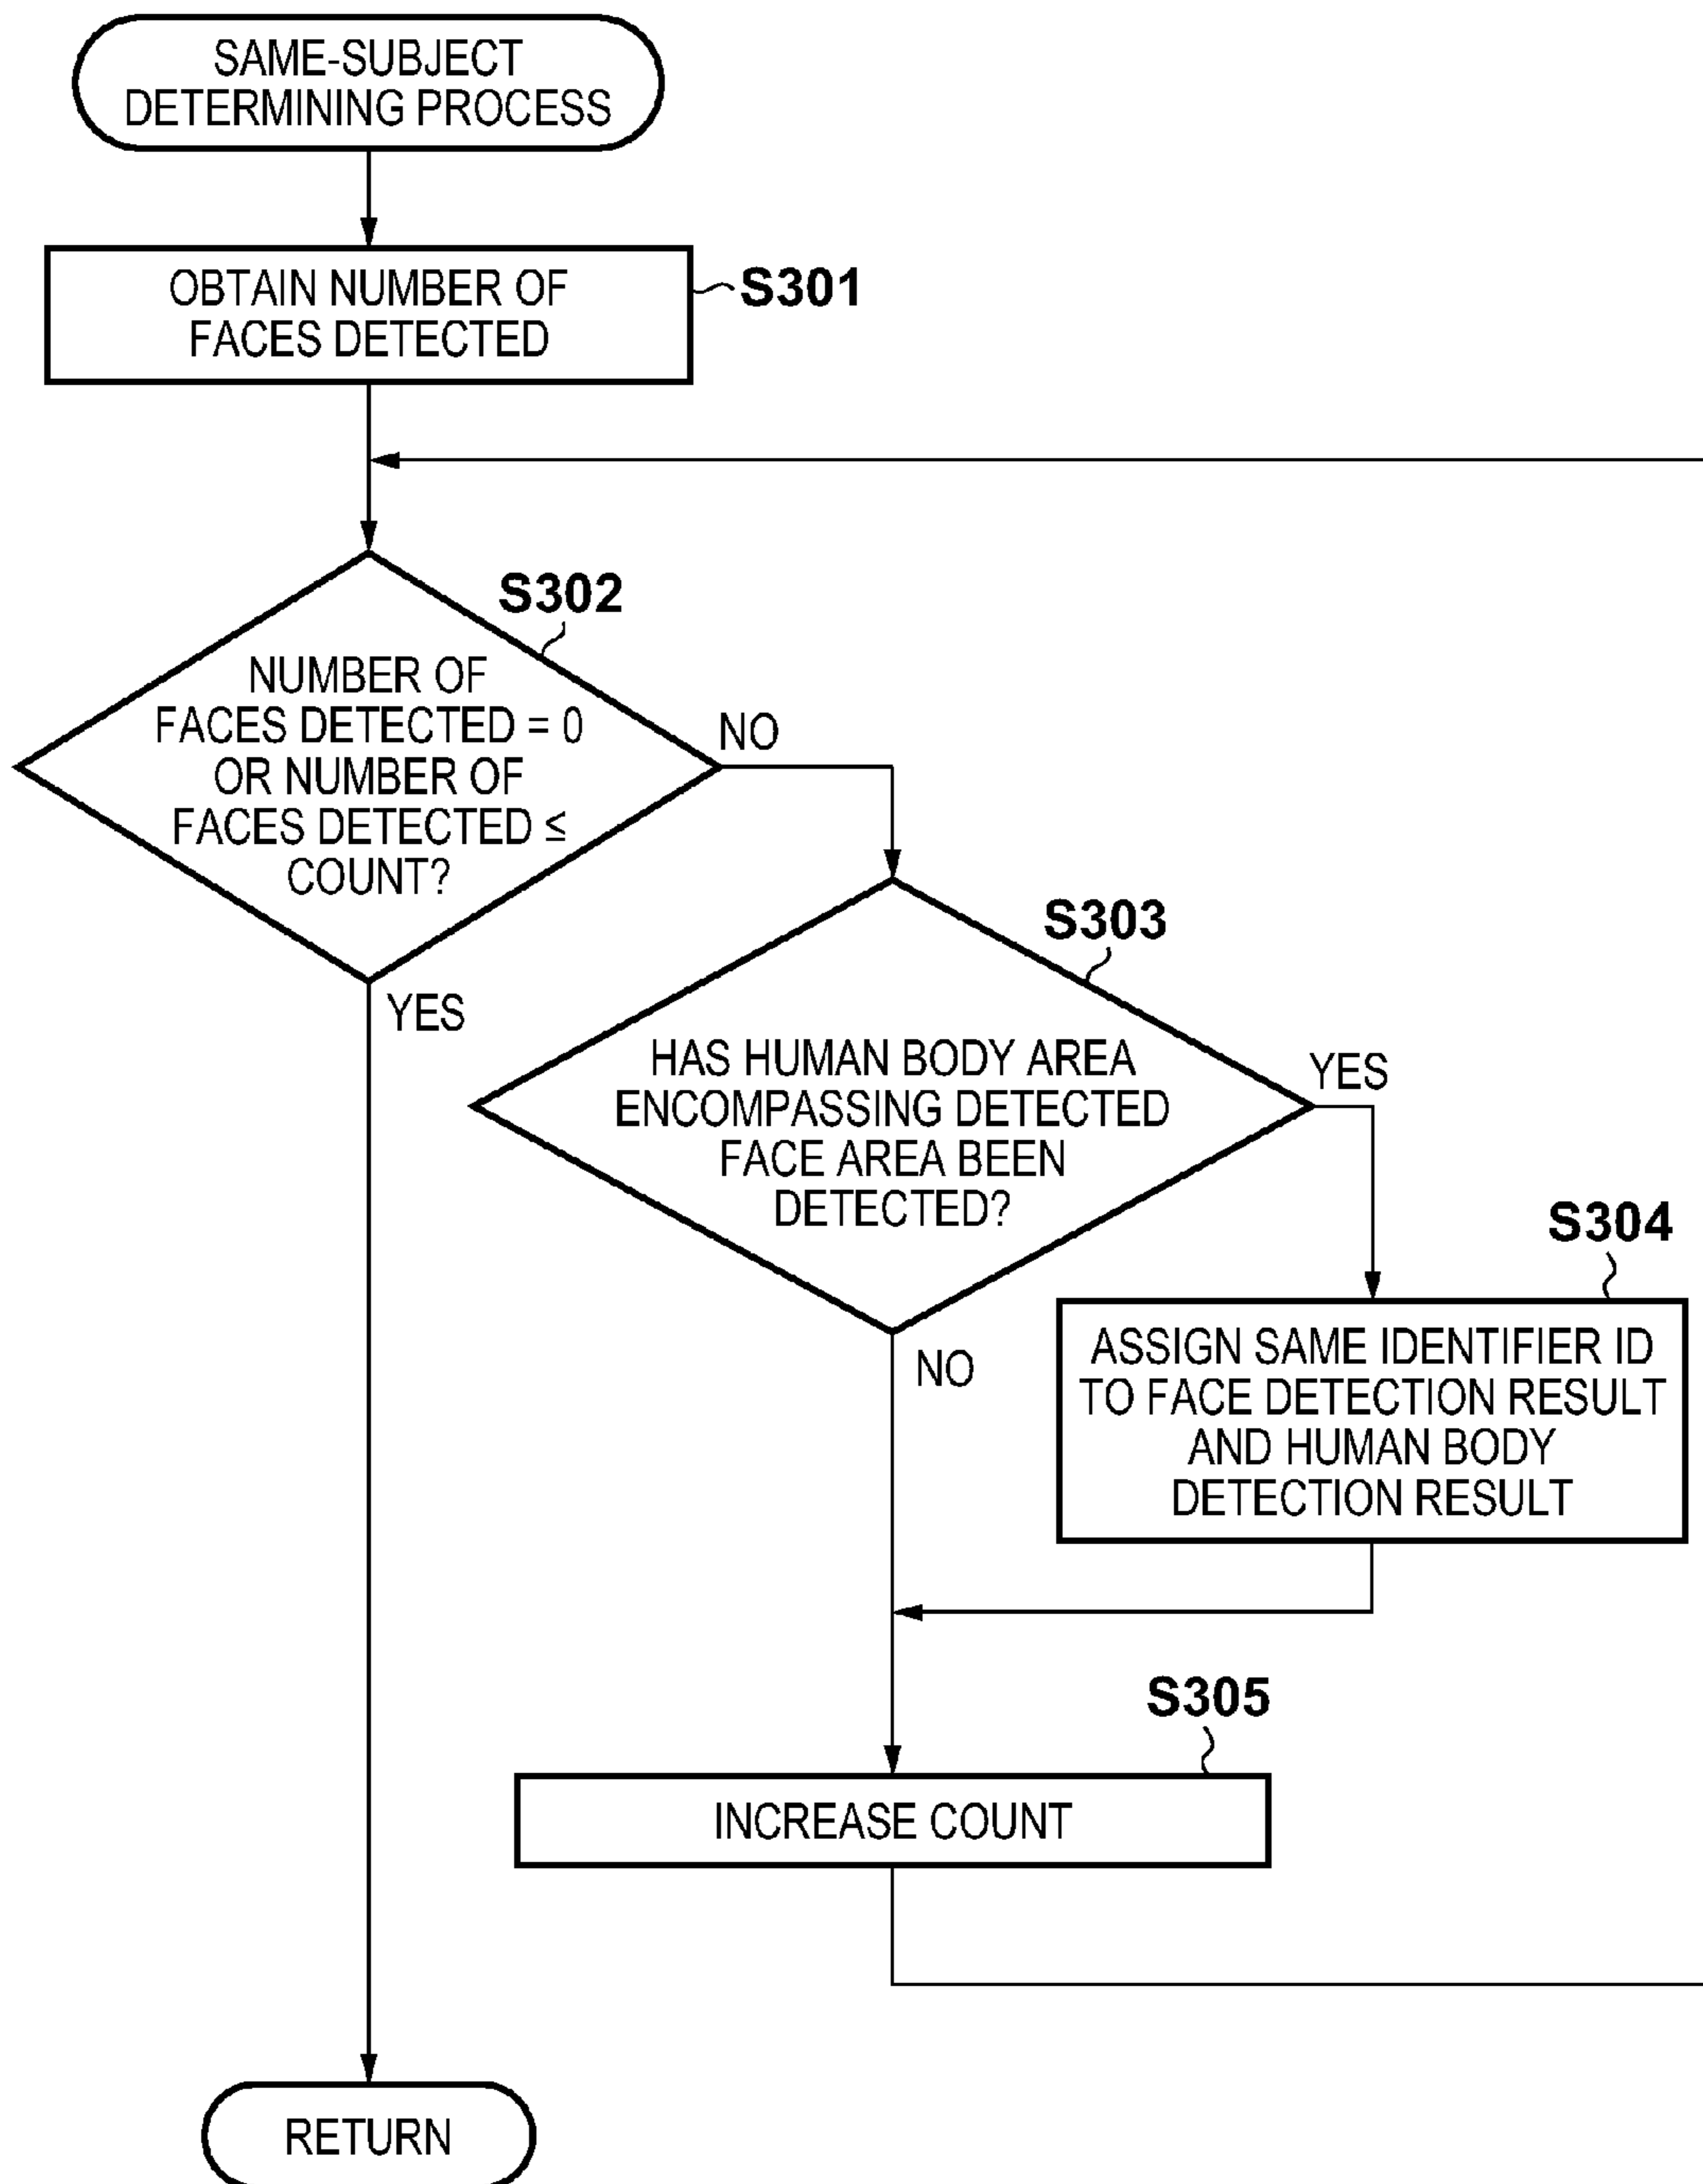 SAME-SUBJECT
DETERMINING PROCESS
OBTAIN NUMBER OF
FACES DETECTED
S301
S302
NUMBER OF
FACES DETECTED = 0
OR NUMBER OF
FACES DETECTED ≤
COUNT?
NO
YES
S303
HAS HUMAN BODY AREA
ENCOMPASSING DETECTED
FACE AREA BEEN
DETECTED?
YES
NO
S304
ASSIGN SAME IDENTIFIER ID
TO FACE DETECTION RESULT
AND HUMAN BODY
DETECTION RESULT
S305
INCREASE COUNT
RETURN